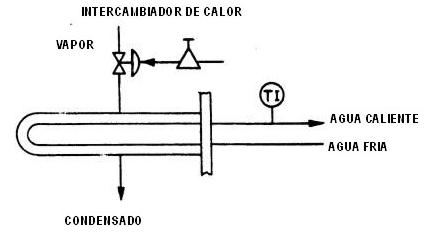 INTERCAMBIADOR DE CALOR
VAPOR
TI
AGUA CALIENTE
AGUA FRIA
CONDENSADO